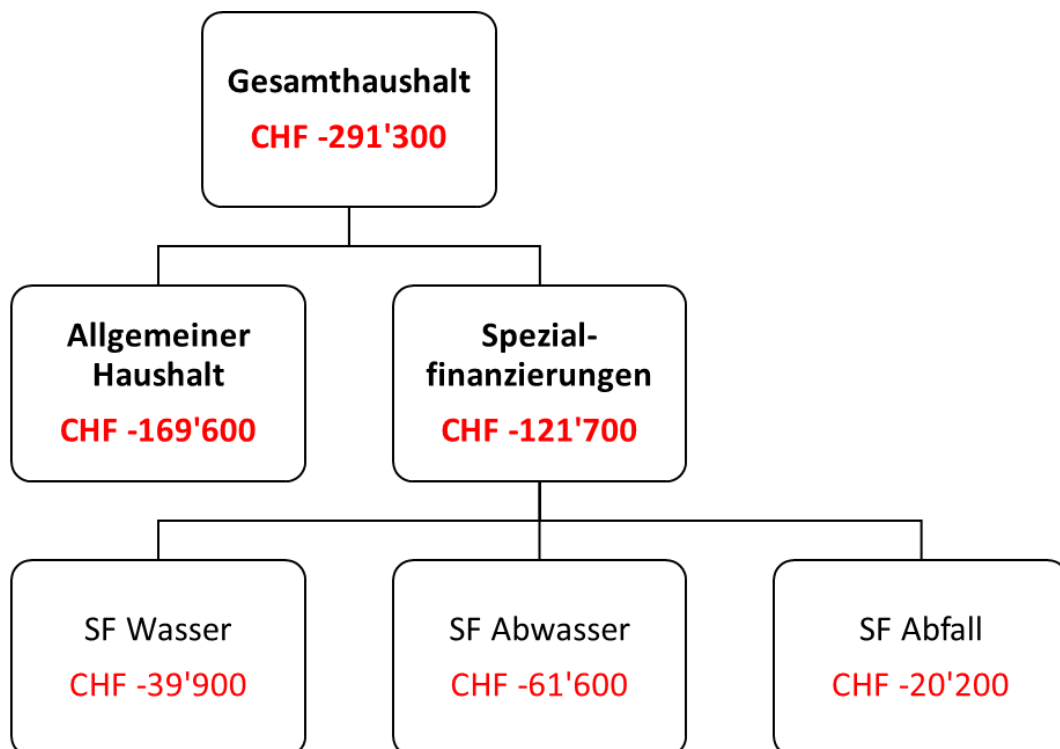 Gesamthaushalt
CHF -291'300
Allgemeiner
Haushalt
CHF -169'600
Spezial-
finanzierungen
CHF -121'700
SF Wasser
CHF -39'900
SF Abwasser
CHF -61'600
SF Abfall
CHF -20'200